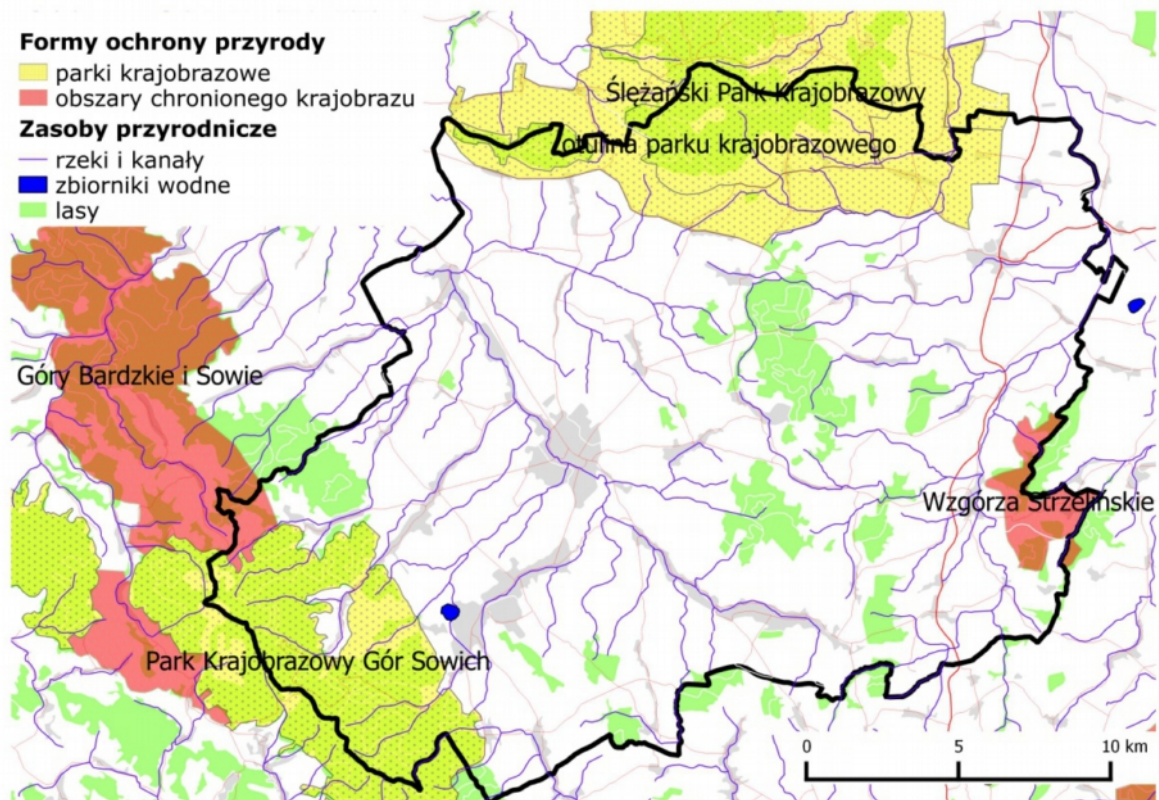 Formy ochrony przyrody
parki krajobrazowe
obszary chronionego krajobrazu
Zasoby przyrodnicze
rzeki i kanały
zbiorniki wodne
lasy
Ślężański Park Krajobrazowy
otulina parku krajobrazowego
Góry Bardzkie i Sowie
Wzgórza Strzelińskie
Park Krajobrazowy Gór Sowich
0 5 10 km